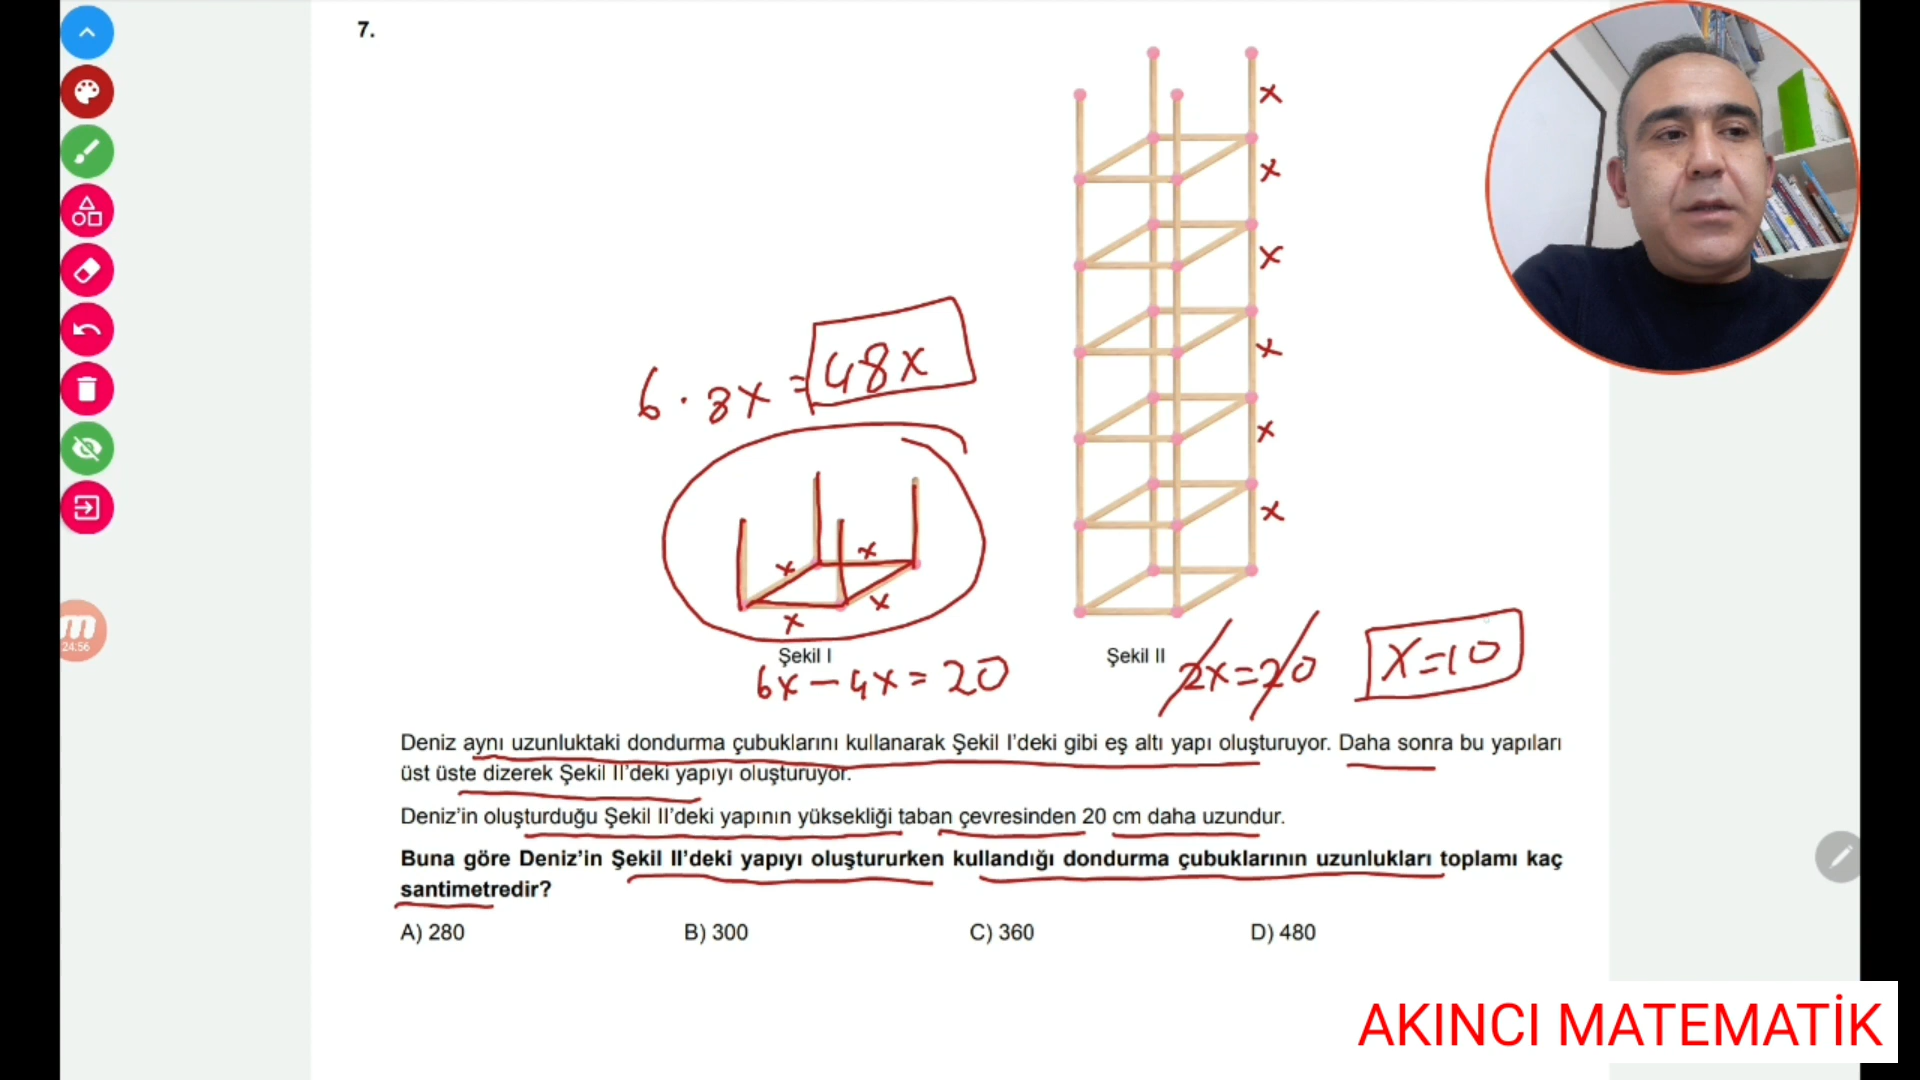 7.
x
x
x
x
x
x
6 · 8x = 48x
x
x
x
x
Şekil I
Şekil II
6x - 4x = 20
2x = 20
x = 10
24:56
Deniz aynı uzunluktaki dondurma çubuklarını kullanarak Şekil I'deki gibi eş altı yapı oluşturuyor. Daha sonra bu yapıları
üst üste dizerek Şekil II'deki yapıyı oluşturuyor.
Deniz'in oluşturduğu Şekil II'deki yapının yüksekliği taban çevresinden 20 cm daha uzundur.
Buna göre Deniz'in Şekil II'deki yapıyı oluştururken kullandığı dondurma çubuklarının uzunlukları toplamı kaç
santimetredir?
A) 280 B) 300 C) 360 D) 480
AKINCI MATEMATİK